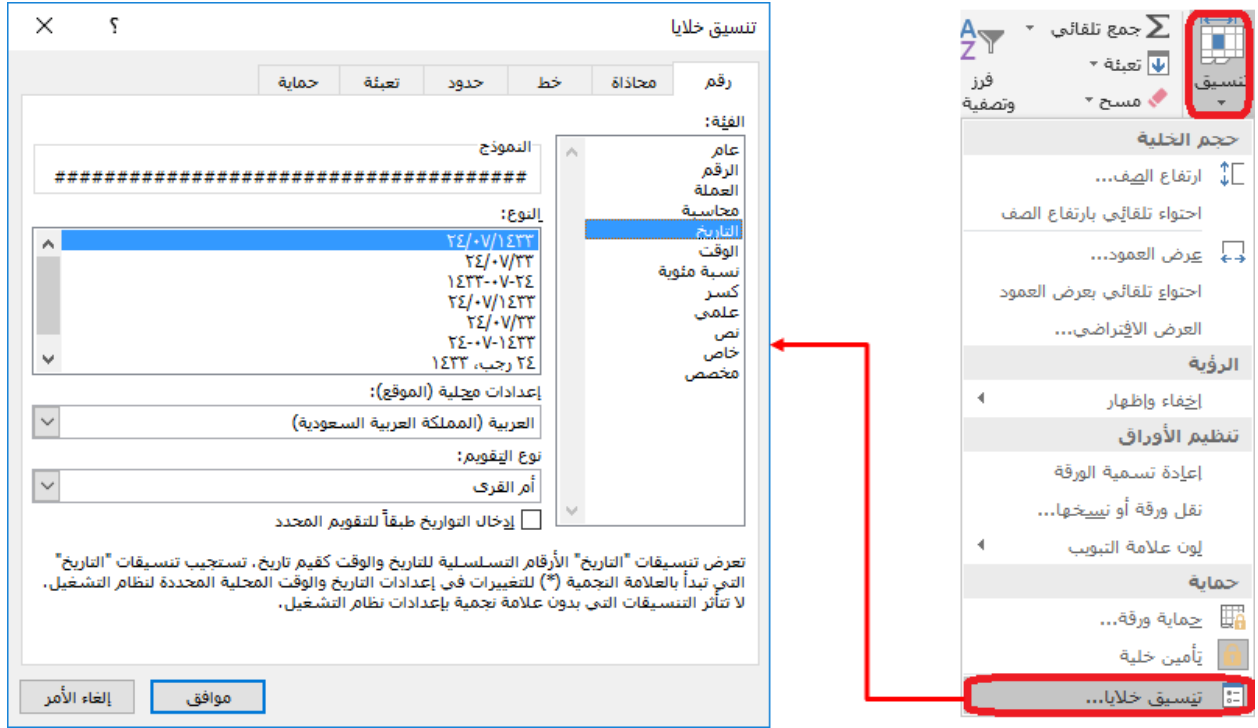 جمع تلقائي
تعبئة
مسح
فرز
وتصفية
تنسيق
حجم الخلية
ارتفاع الصف...
احتواء تلقائي بارتفاع الصف
عرض العمود...
احتواء تلقائي بعرض العمود
العرض الافتراضي...
الرؤية
إخفاء وإظهار
تنظيم الأوراق
إعادة تسمية الورقة
نقل ورقة أو نسخها...
لون علامة التبويب
حماية
حماية ورقة...
تأمين خلية
تنسيق خلايا...
تنسيق خلايا
رقم
محاذاة
خط
حدود
تعبئة
حماية
الفئة:
عام
الرقم
العملة
محاسبة
التاريخ
الوقت
نسبة مئوية
كسر
علمي
نص
خاص
مخصص
النموذج
######################################
النوع:
٢٤/٠٧/١٤٣٣
٢٤/٠٧/٣٣
٢٤-٠٧-١٤٣٣
٢٤/٠٧/١٤٣٣
٢٤/٠٧/٣٣
١٤٣٣-٠٧-٢٤
٢٤ رجب، ١٤٣٣
إعدادات محلية (الموقع):
العربية (المملكة العربية السعودية)
نوع التقويم:
أم القرى
إدخال التواريخ طبقاً للتقويم المحدد
تعرض تنسيقات "التاريخ" الأرقام التسلسلية للتاريخ والوقت كقيم تاريخ. تستجيب تنسيقات "التاريخ"
التي تبدأ بالعلامة النجمية (*) للتغييرات في إعدادات التاريخ والوقت المحلية المحددة لنظام التشغيل.
لا تتأثر التنسيقات التي بدون علامة نجمية بإعدادات نظام التشغيل.
موافق
إلغاء الأمر